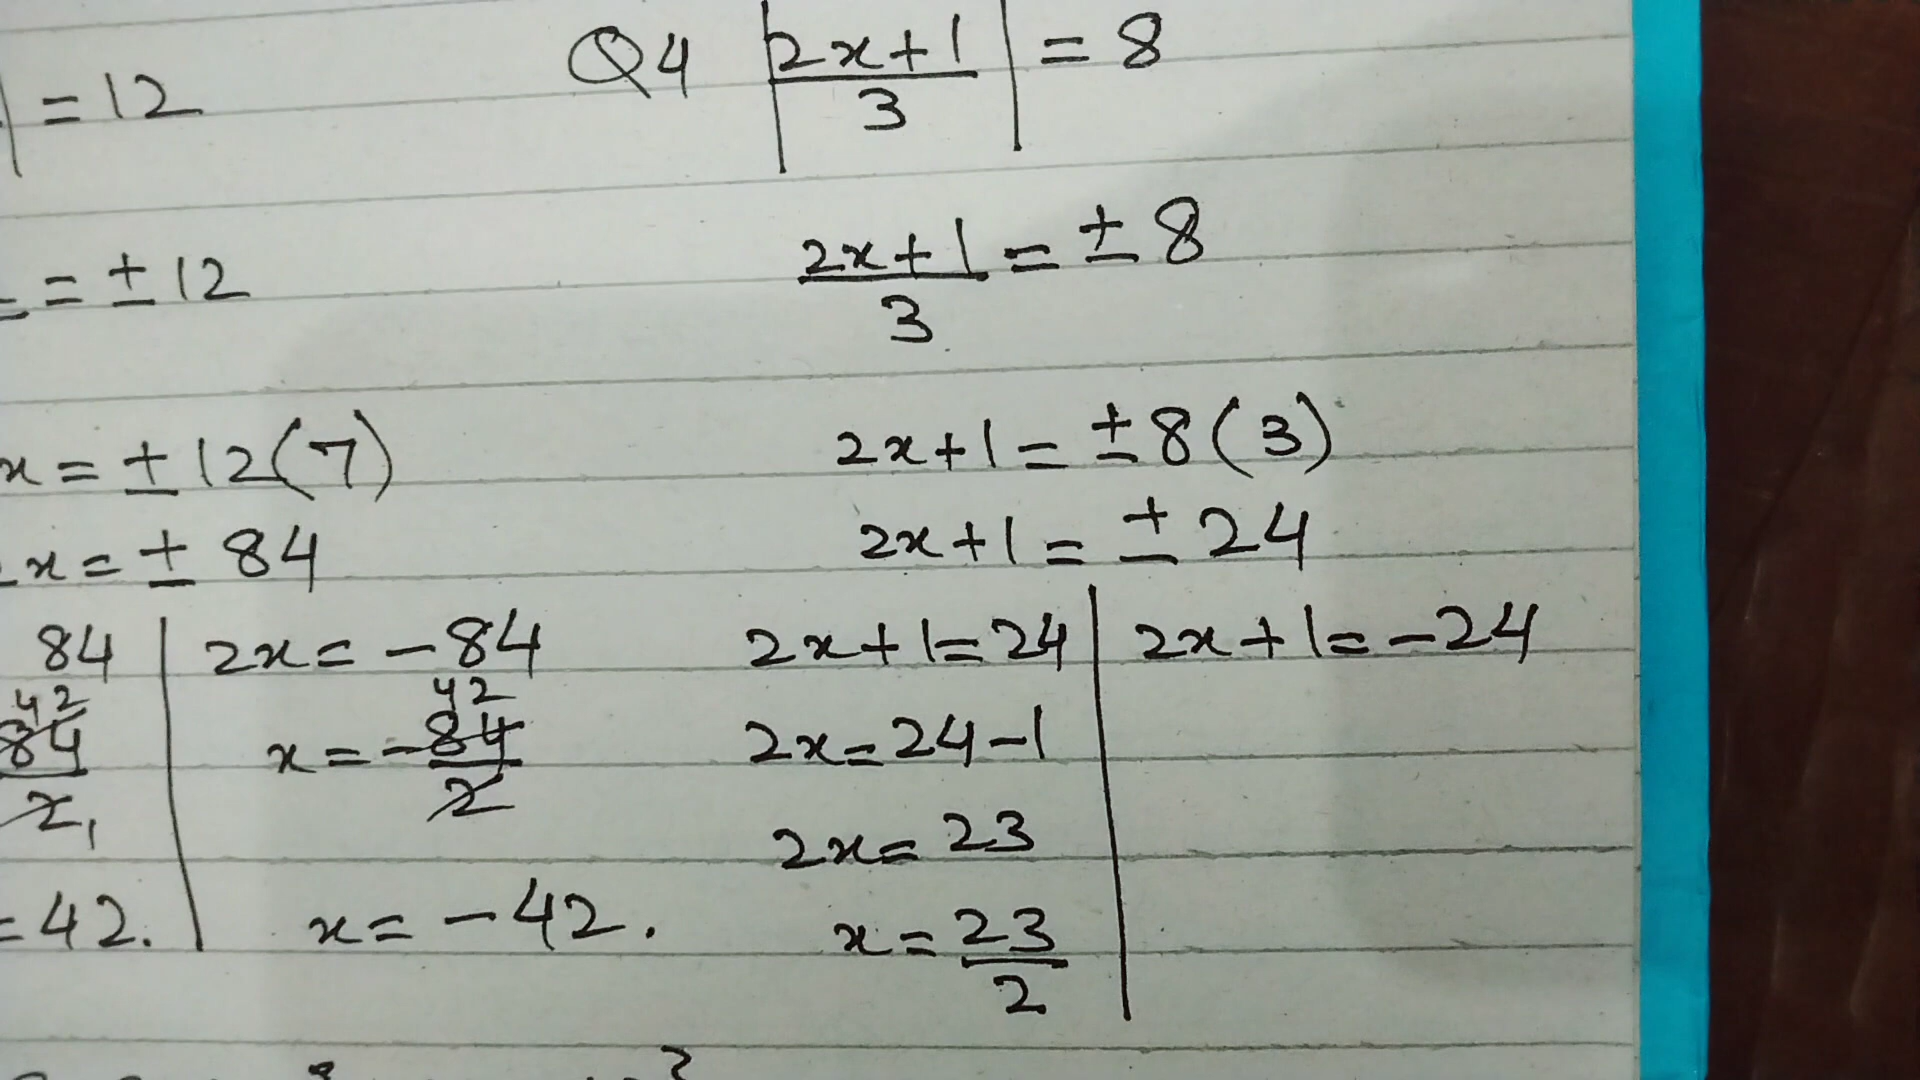 = 12
= ± 12
x = ± 12(7)
x = ± 84
84 | 2x = - 84
84/2 (42) | x = - 84/2 (42)
= 42. | x = - 42.
Q4 |2x+1/3| = 8
2x+1/3 = ± 8
2x+1 = ± 8(3)
2x+1 = ± 24
2x+1 = 24 | 2x+1 = -24
2x = 24-1
2x = 23
x = 23/2